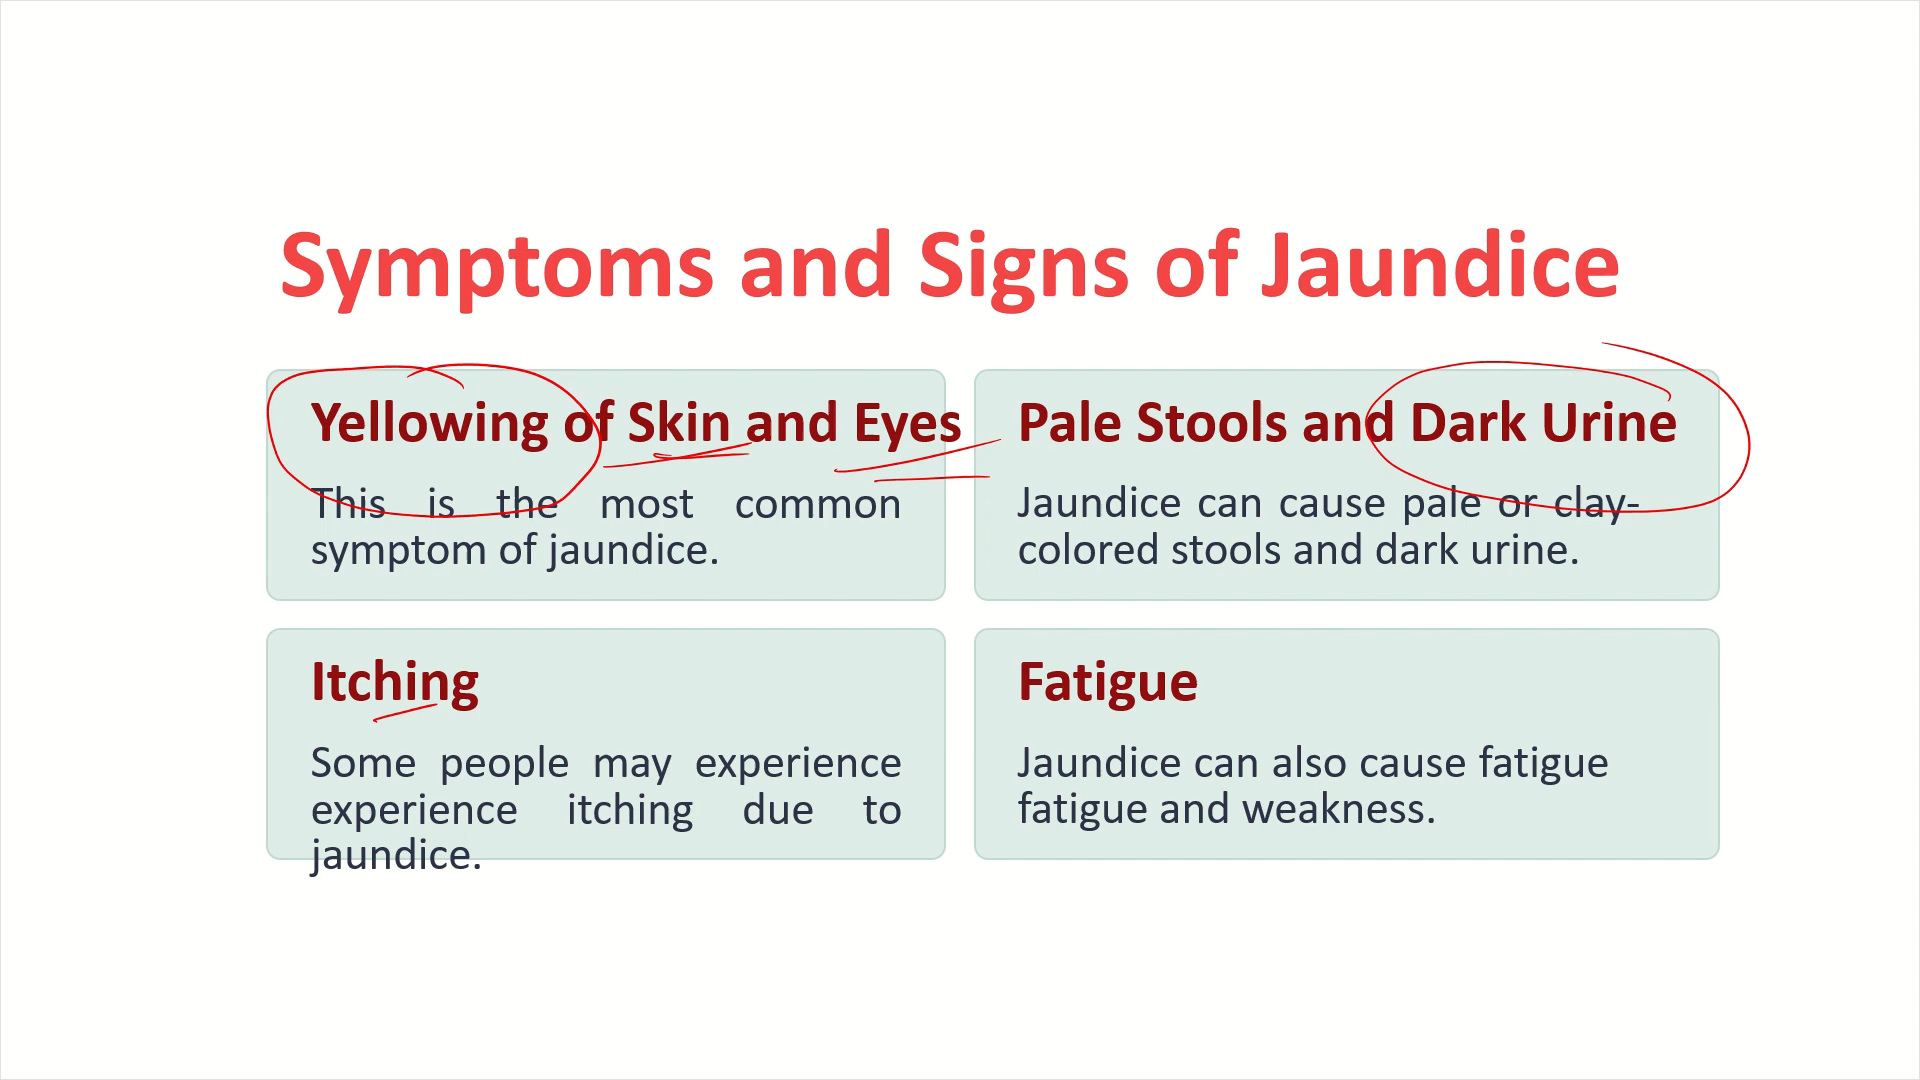 Symptoms and Signs of Jaundice
Yellowing of Skin and Eyes
This is the most common
symptom of jaundice.
Pale Stools and Dark Urine
Jaundice can cause pale or clay-
colored stools and dark urine.
Itching
Some people may experience
experience itching due to
jaundice.
Fatigue
Jaundice can also cause fatigue
fatigue and weakness.